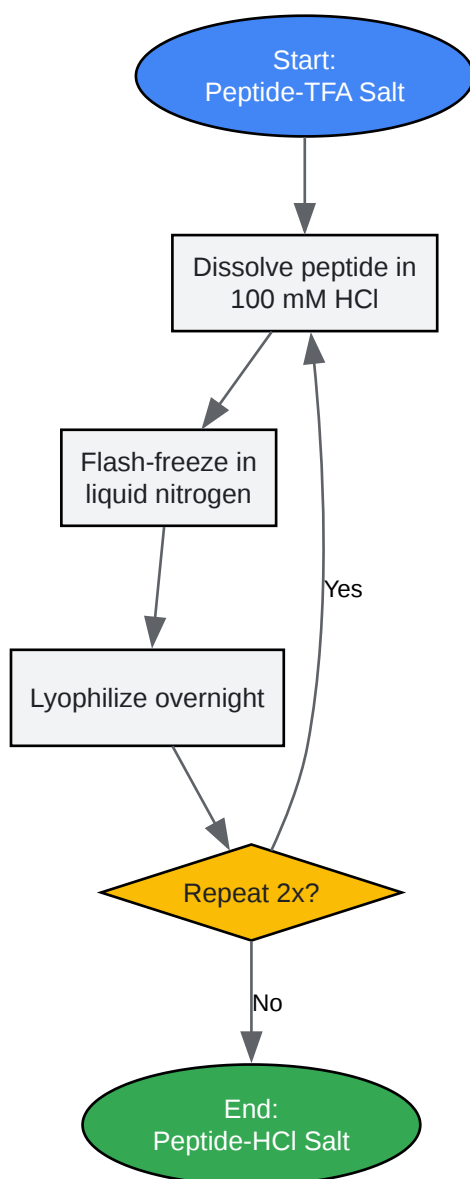 Start:
Peptide-TFA Salt
Dissolve peptide in
100 mM HCl
Flash-freeze in
liquid nitrogen
Yes
Lyophilize overnight
Repeat 2x?
No
End:
Peptide-HCl Salt